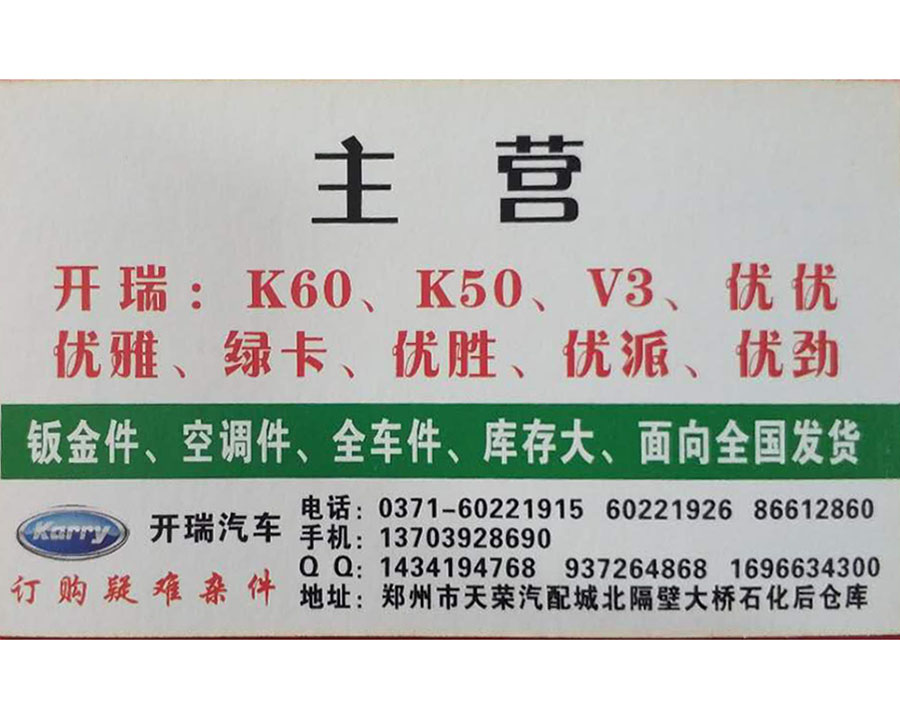 主营
开瑞：K60、K50、V3、优优
优雅、绿卡、优胜、优派、优劲
钣金件、空调件、全车件、库存大、面向全国发货
Karry 开瑞汽车
订购疑难杂件
电话：0371-60221915 60221926 86612860
手机：13703928690
QQ：1434194768 937264868 1696634300
地址：郑州市天荣汽配城北隔壁大桥石化后仓库